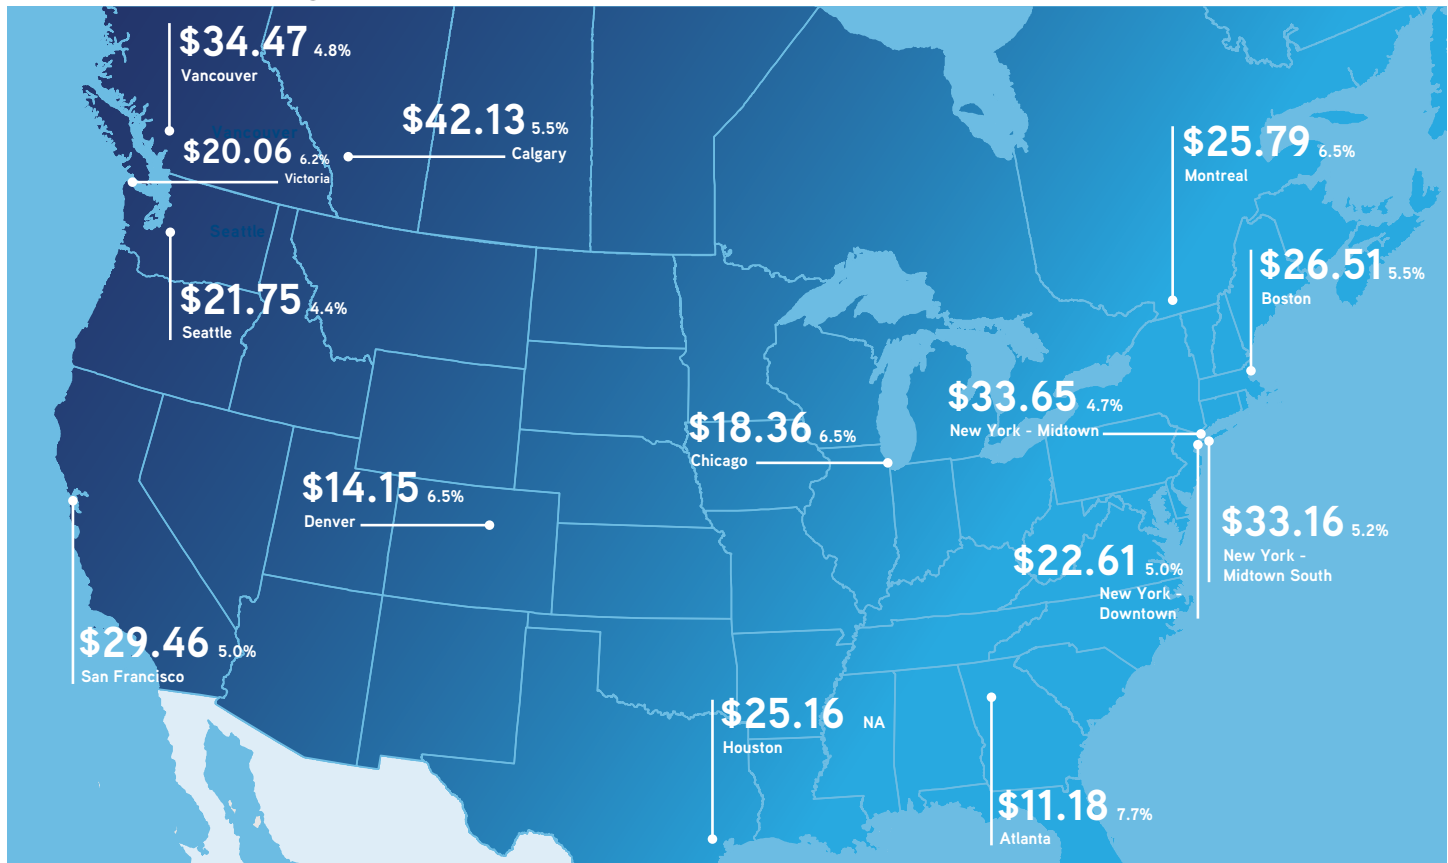 $34.47 4.8%
Vancouver
Vancouver
$20.06 6.2%
Victoria
$42.13 5.5%
Calgary
$25.79 6.5%
Montreal
Seattle
$21.75 4.4%
Seattle
$26.51 5.5%
Boston
$33.65 4.7%
New York - Midtown
$18.36 6.5%
Chicago
$14.15 6.5%
Denver
$33.16 5.2%
New York -
Midtown South
$22.61 5.0%
New York -
Downtown
$29.46 5.0%
San Francisco
$25.16 NA
Houston
$11.18 7.7%
Atlanta